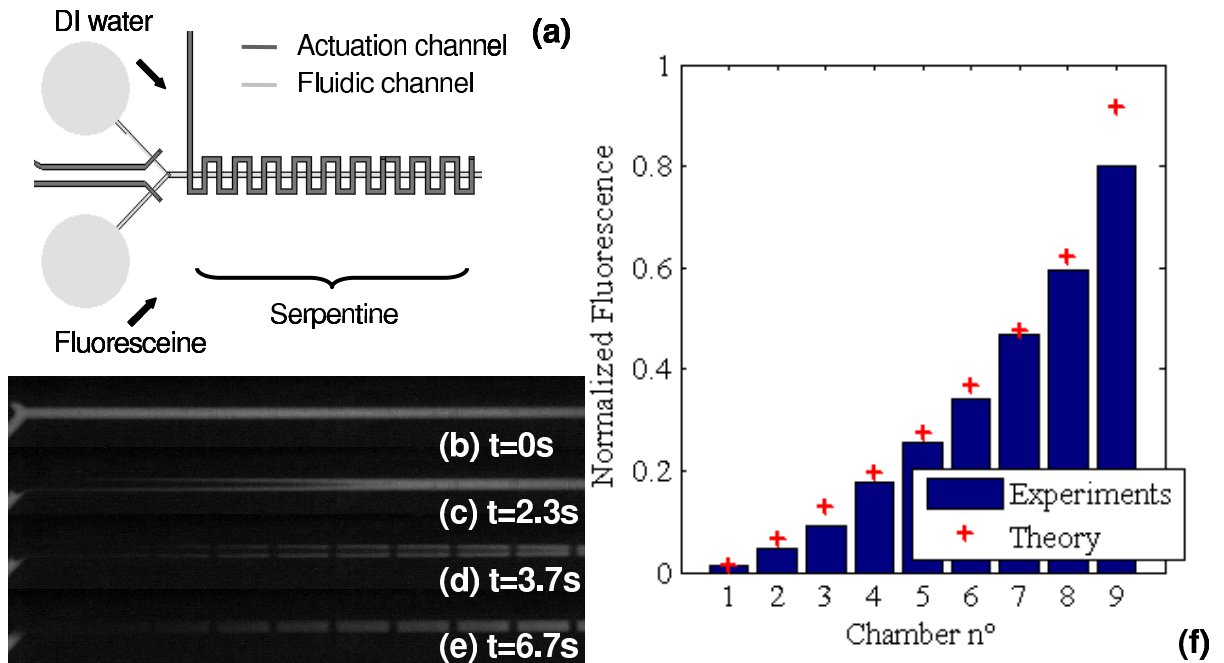 DI water
Actuation channel
Fluidic channel
(a)
Serpentine
Fluoresceine
(b) t=0s
(c) t=2.3s
(d) t=3.7s
(e) t=6.7s
Normalized Fluorescence
1
0.8
0.6
0.4
0.2
0
Experiments
Theory
1 2 3 4 5 6 7 8 9
Chamber n°
(f)